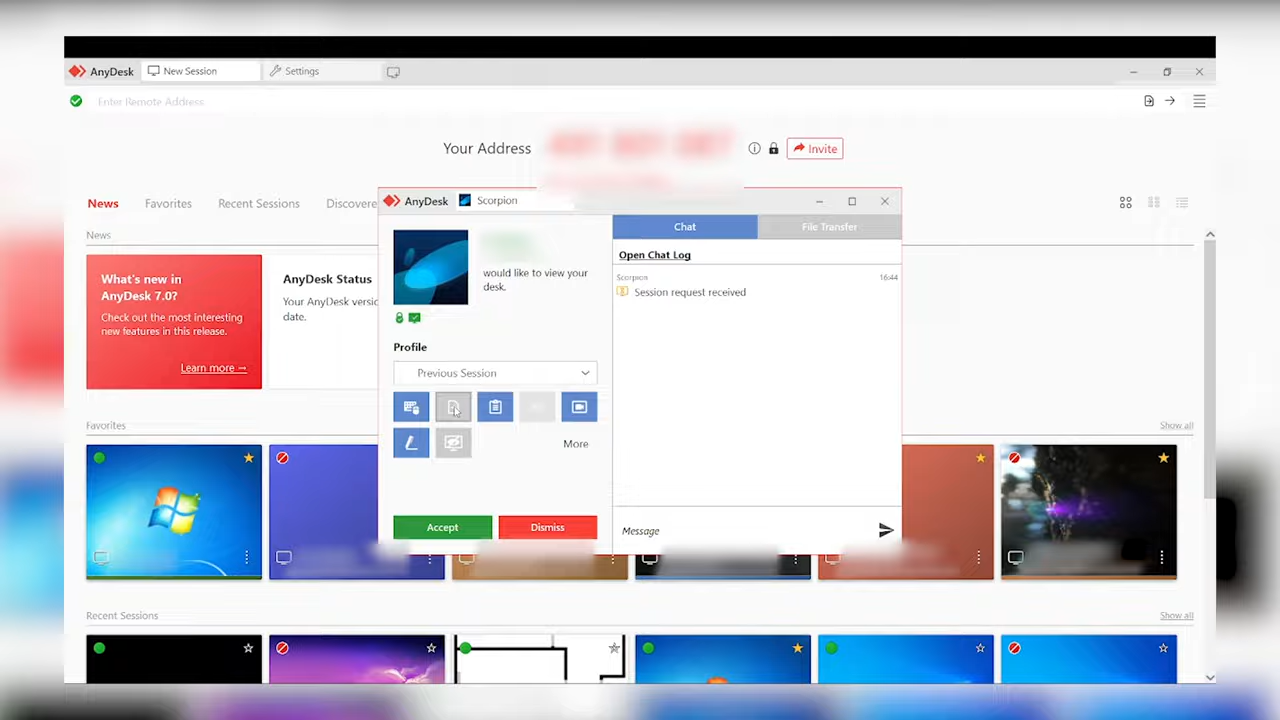 AnyDesk
New Session
Settings
Enter Remote Address
Your Address
Invite
News
Favorites
Recent Sessions
Discovere
News
What's new in
AnyDesk 7.0?
Check out the most interesting
new features in this release.
Learn more →
AnyDesk Status
Your AnyDesk versio
date.
AnyDesk
Scorpion
would like to view your
desk.
Profile
Previous Session
More
Accept
Dismiss
Chat
File Transfer
Open Chat Log
Scorpion
16:44
Session request received
Message
Favorites
Show all
Recent Sessions
Show all